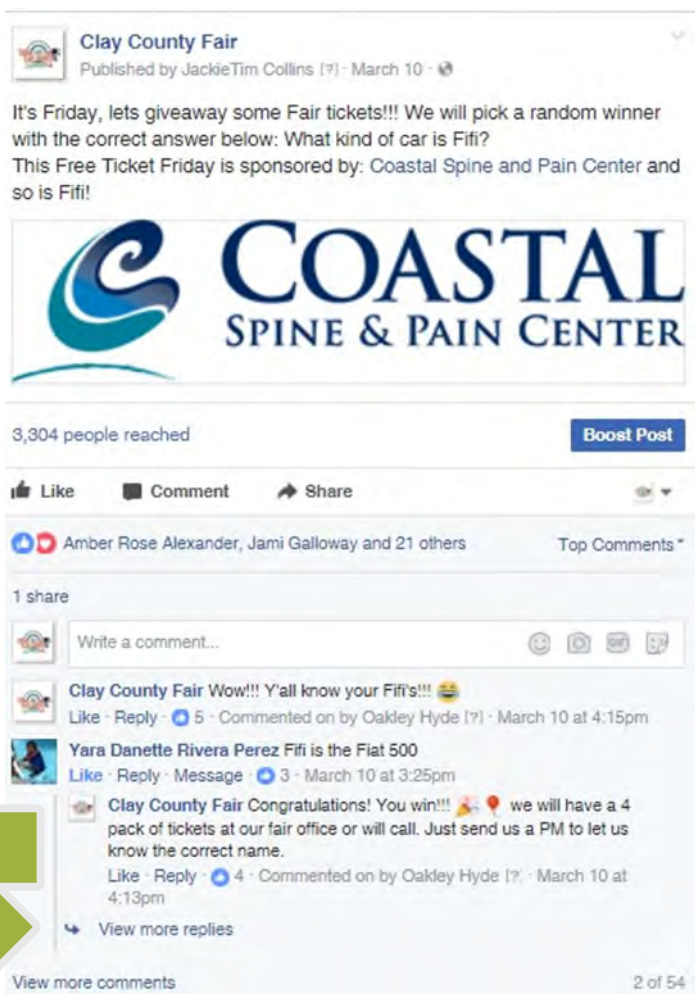 Clay County Fair
Published by JackieTim Collins [?] · March 10 ·
It's Friday, lets giveaway some Fair tickets!!! We will pick a random winner
with the correct answer below: What kind of car is Fifi?
This Free Ticket Friday is sponsored by: Coastal Spine and Pain Center and
so is Fifi!
COASTAL
SPINE & PAIN CENTER
3,304 people reached
Boost Post
Like Comment Share
Amber Rose Alexander, Jami Galloway and 21 others
Top Comments
1 share
Write a comment...
GIF
Clay County Fair Wow!!! Y'all know your Fifi's!!! 😂
Like · Reply · 5 · Commented on by Oakley Hyde [?] · March 10 at 4:15pm
Yara Danette Rivera Perez Fifi is the Fiat 500
Like · Reply · Message · 3 · March 10 at 3:25pm
Clay County Fair Congratulations! You win!!! 🎉🎈 we will have a 4
pack of tickets at our fair office or will call. Just send us a PM to let us
know the correct name.
Like · Reply · 4 · Commented on by Oakley Hyde [?] · March 10 at
4:13pm
View more replies
View more comments
2 of 54